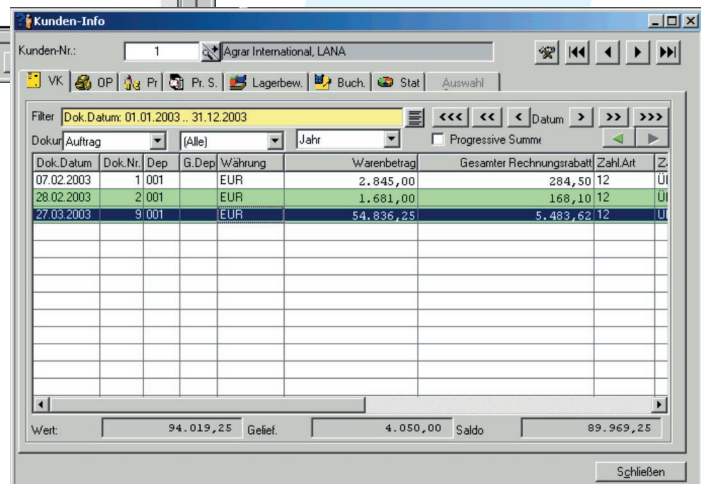 Kunden-Info
Kunden-Nr.: 1 Agrar International, LANA
VK OP Pr Pr. S. Lagerbew. Buch. Stat Auswahl
Filter Dok.Datum: 01.01.2003 .. 31.12.2003 <<< << < Datum > >> >>>
Dokur Auftrag (Alle) Jahr Progressive Summe
Dok.Datum Dok.Nr. Dep G.Dep Währung Warenbetrag Gesamter Rechnungsrabatt Zahl.Art Z.
07.02.2003 1 001 EUR 2.845,00 284,50 12 Ü
28.02.2003 2 001 EUR 1.681,00 168,10 12 Ü
27.03.2003 9 001 EUR 54.836,25 5.483,62 12 Ü
Wert: 94.019,25 Gelief. 4.050,00 Saldo 89.969,25
Schließen